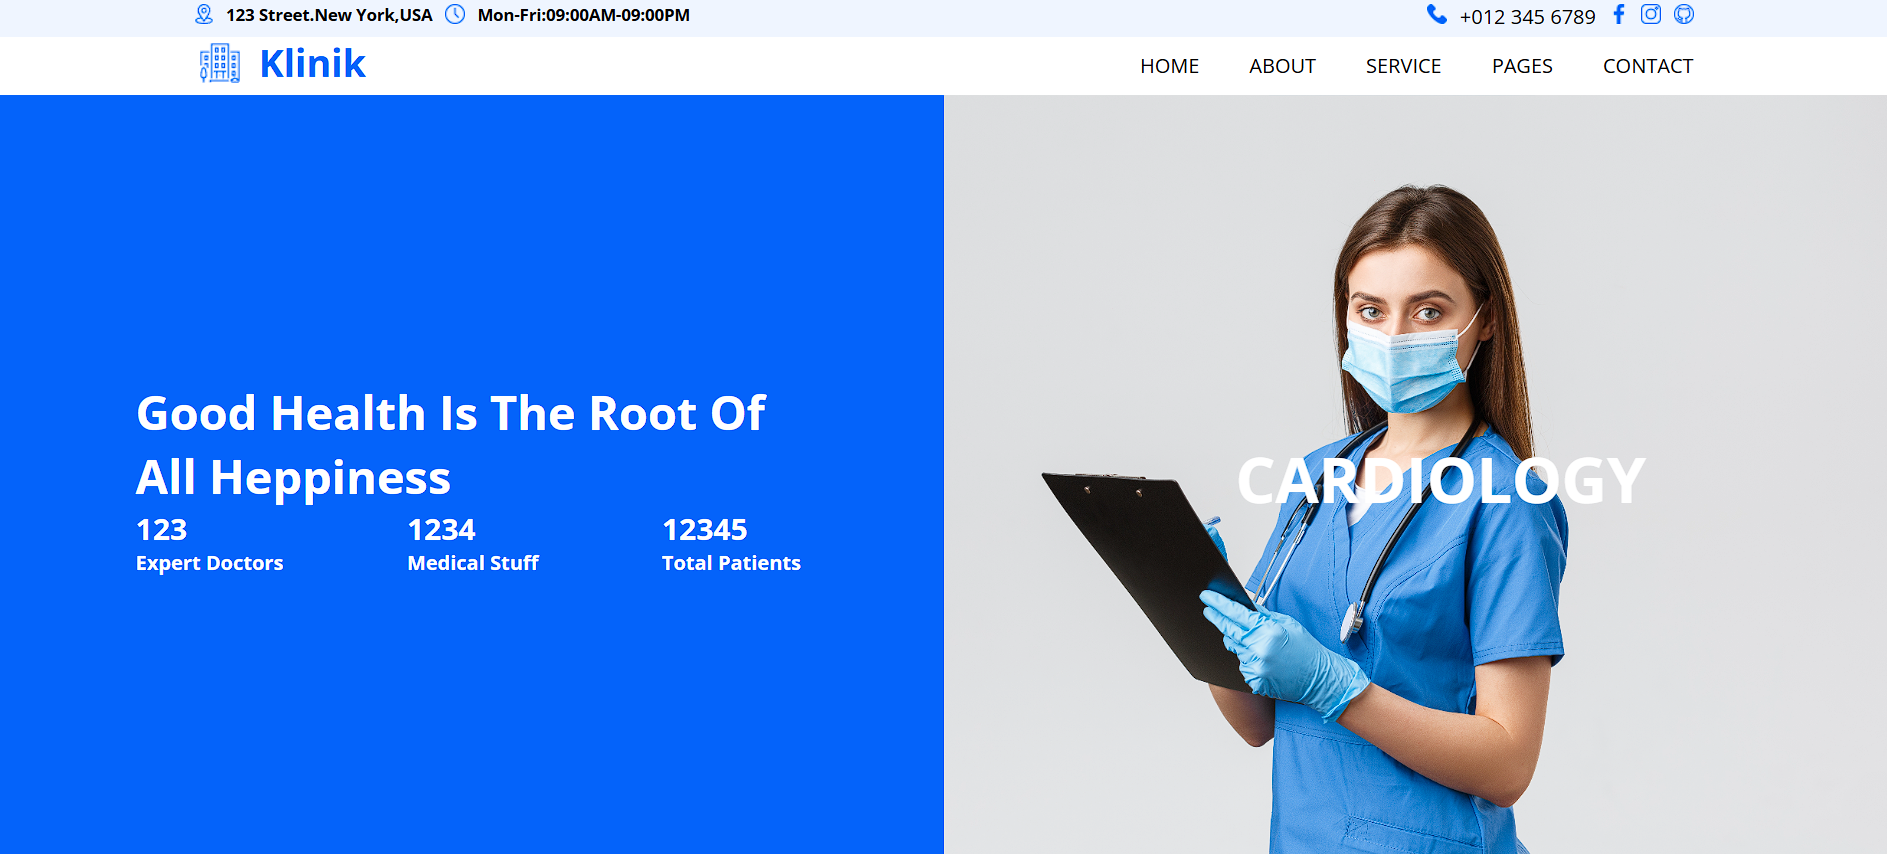 123 Street.New York,USA Mon-Fri:09:00AM-09:00PM +012 345 6789
Klinik HOME ABOUT SERVICE PAGES CONTACT
Good Health Is The Root Of
All Heppiness
CARDIOLOGY
123 1234 12345
Expert Doctors Medical Stuff Total Patients